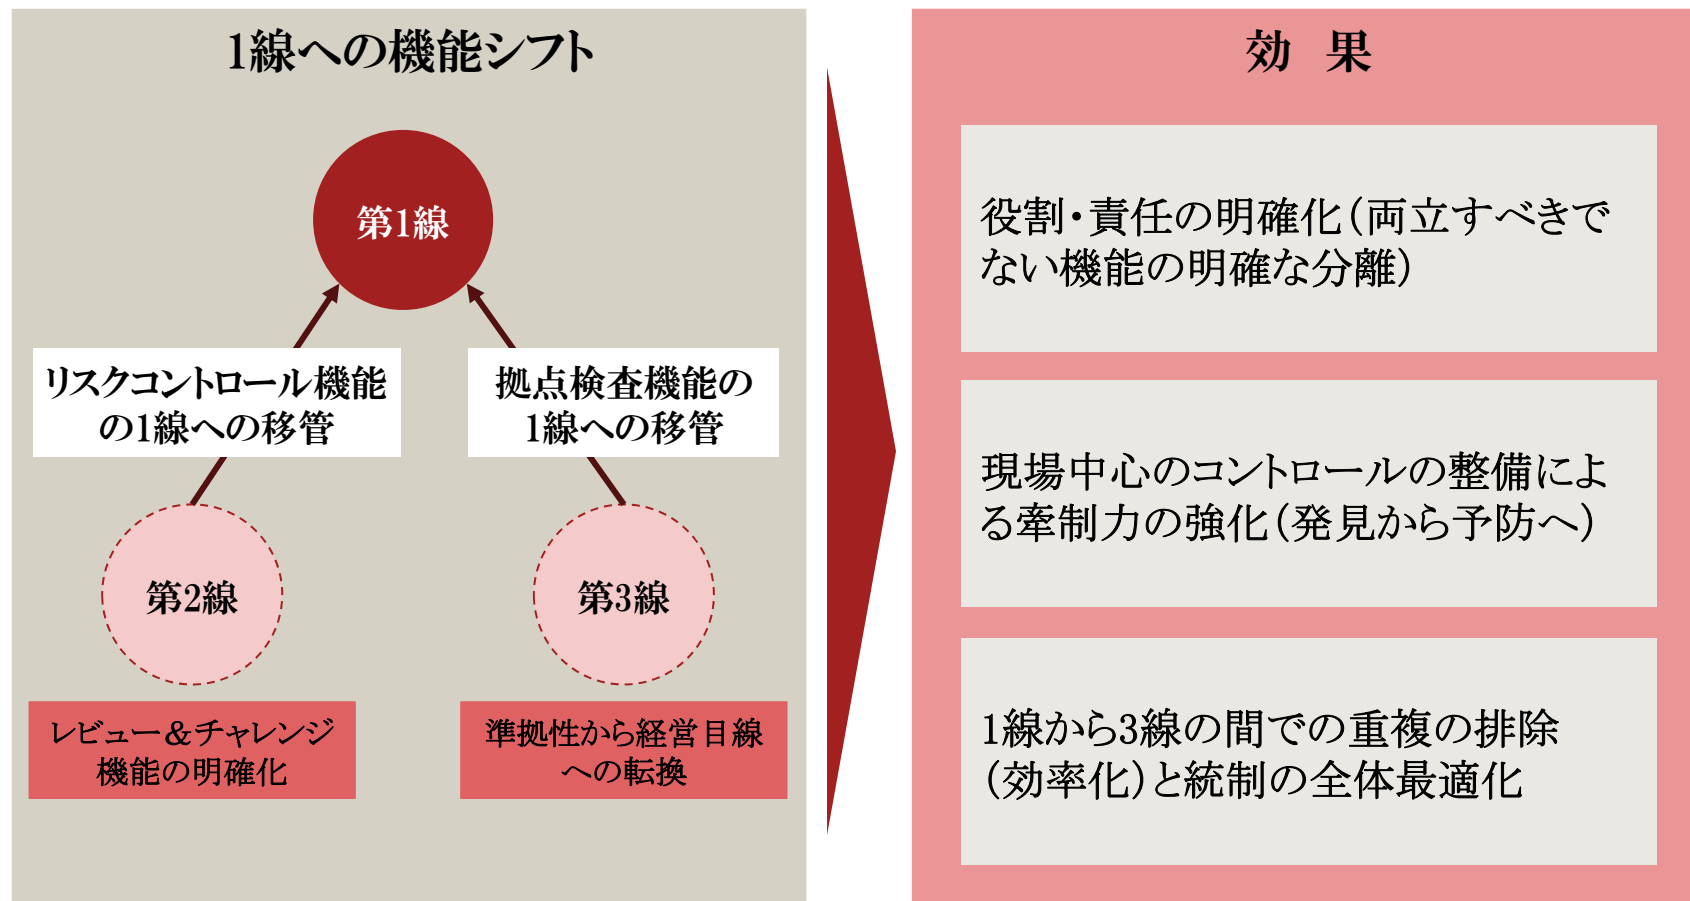 1線への機能シフト
第1線
リスクコントロール機能
の1線への移管
拠点検査機能の
1線への移管
第2線
第3線
レビュー＆チャレンジ
機能の明確化
準拠性から経営目線
への転換
効　果
役割・責任の明確化（両立すべきで
ない機能の明確な分離）
現場中心のコントロールの整備によ
る牽制力の強化（発見から予防へ）
1線から3線の間での重複の排除
（効率化）と統制の全体最適化